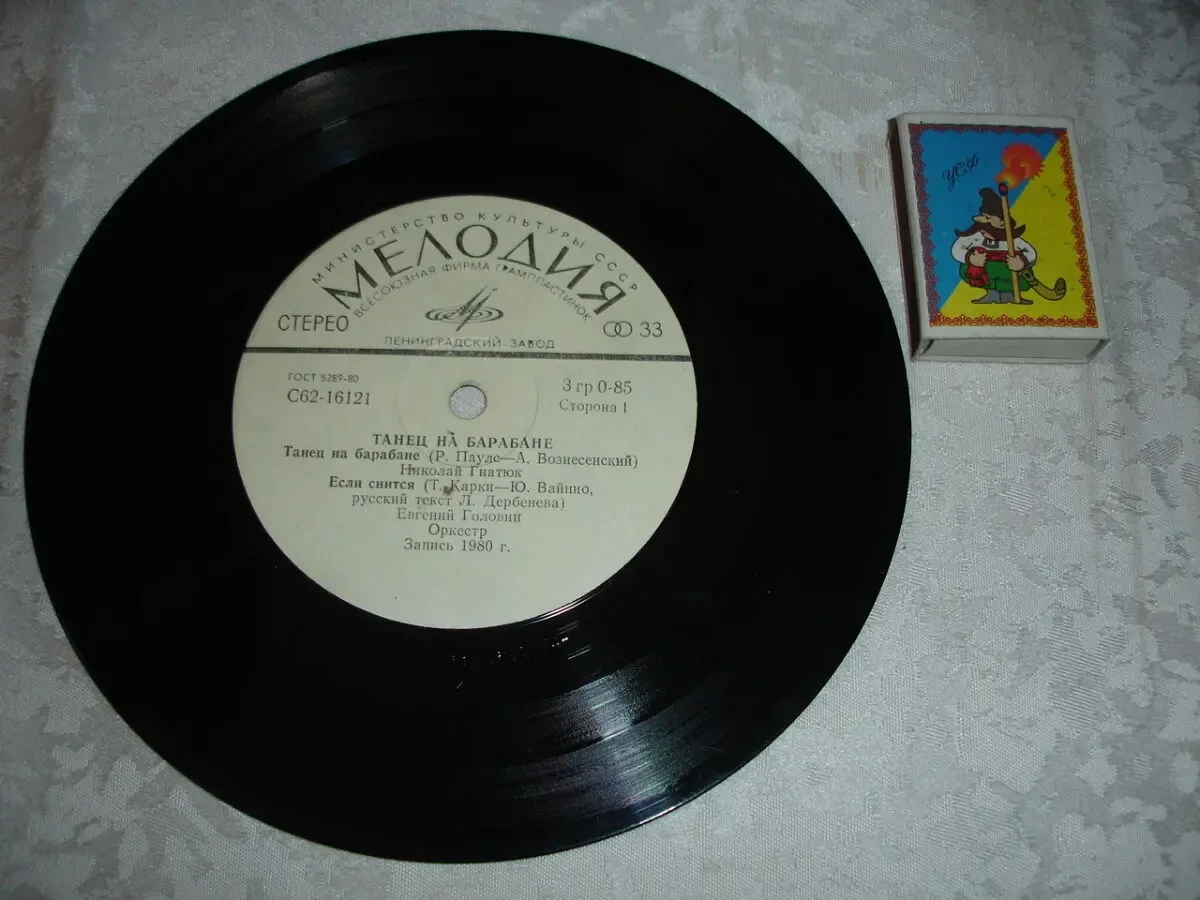 МИНИСТЕРСТВО КУЛЬТУРЫ СССР
МЕЛОДИЯ
ВСЕСОЮЗНАЯ ФИРМА ГРАМПЛАСТИНОК
СТЕРЕО
33
ЛЕНИНГРАДСКИЙ ЗАВОД
ГОСТ 5289-80
С62-16121
3 гр 0-85
Сторона 1
ТАНЕЦ НА БАРАБАНЕ
Танец на барабане (Р. Паулс—А. Вознесенский)
Николай Гнатюк
Если снится (Т. Карки—Ю. Вайнио,
русский текст Л. Дербенева)
Евгений Головин
Оркестр
Запись 1980 г.
УСФ